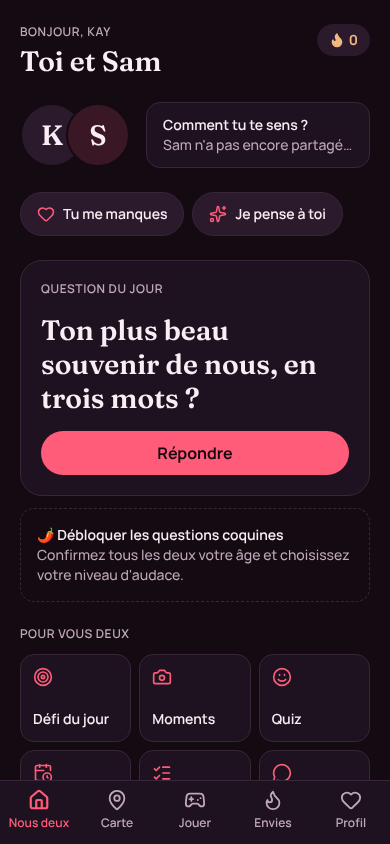 BONJOUR, KAY
Toi et Sam
0
K
S
Comment tu te sens ?
Sam n'a pas encore partagé…
Tu me manques
Je pense à toi
QUESTION DU JOUR
Ton plus beau
souvenir de nous, en
trois mots ?
Répondre
🌶️ Débloquer les questions coquines
Confirmez tous les deux votre âge et choisissez
votre niveau d'audace.
POUR VOUS DEUX
Défi du jour
Moments
Quiz
Nous deux
Carte
Jouer
Envies
Profil